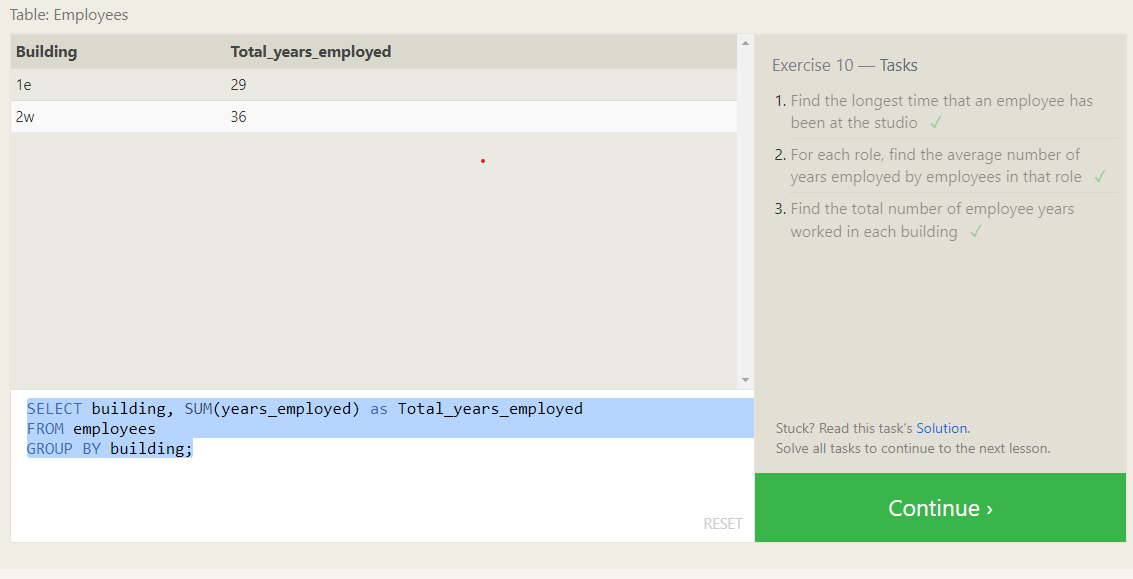 Table: Employees
Building Total_years_employed
1e 29
2w 36
SELECT building, SUM(years_employed) as Total_years_employed
FROM employees
GROUP BY building;
RESET
Exercise 10 — Tasks
1. Find the longest time that an employee has
been at the studio ✓
2. For each role, find the average number of
years employed by employees in that role ✓
3. Find the total number of employee years
worked in each building ✓
Stuck? Read this task's Solution.
Solve all tasks to continue to the next lesson.
Continue ›